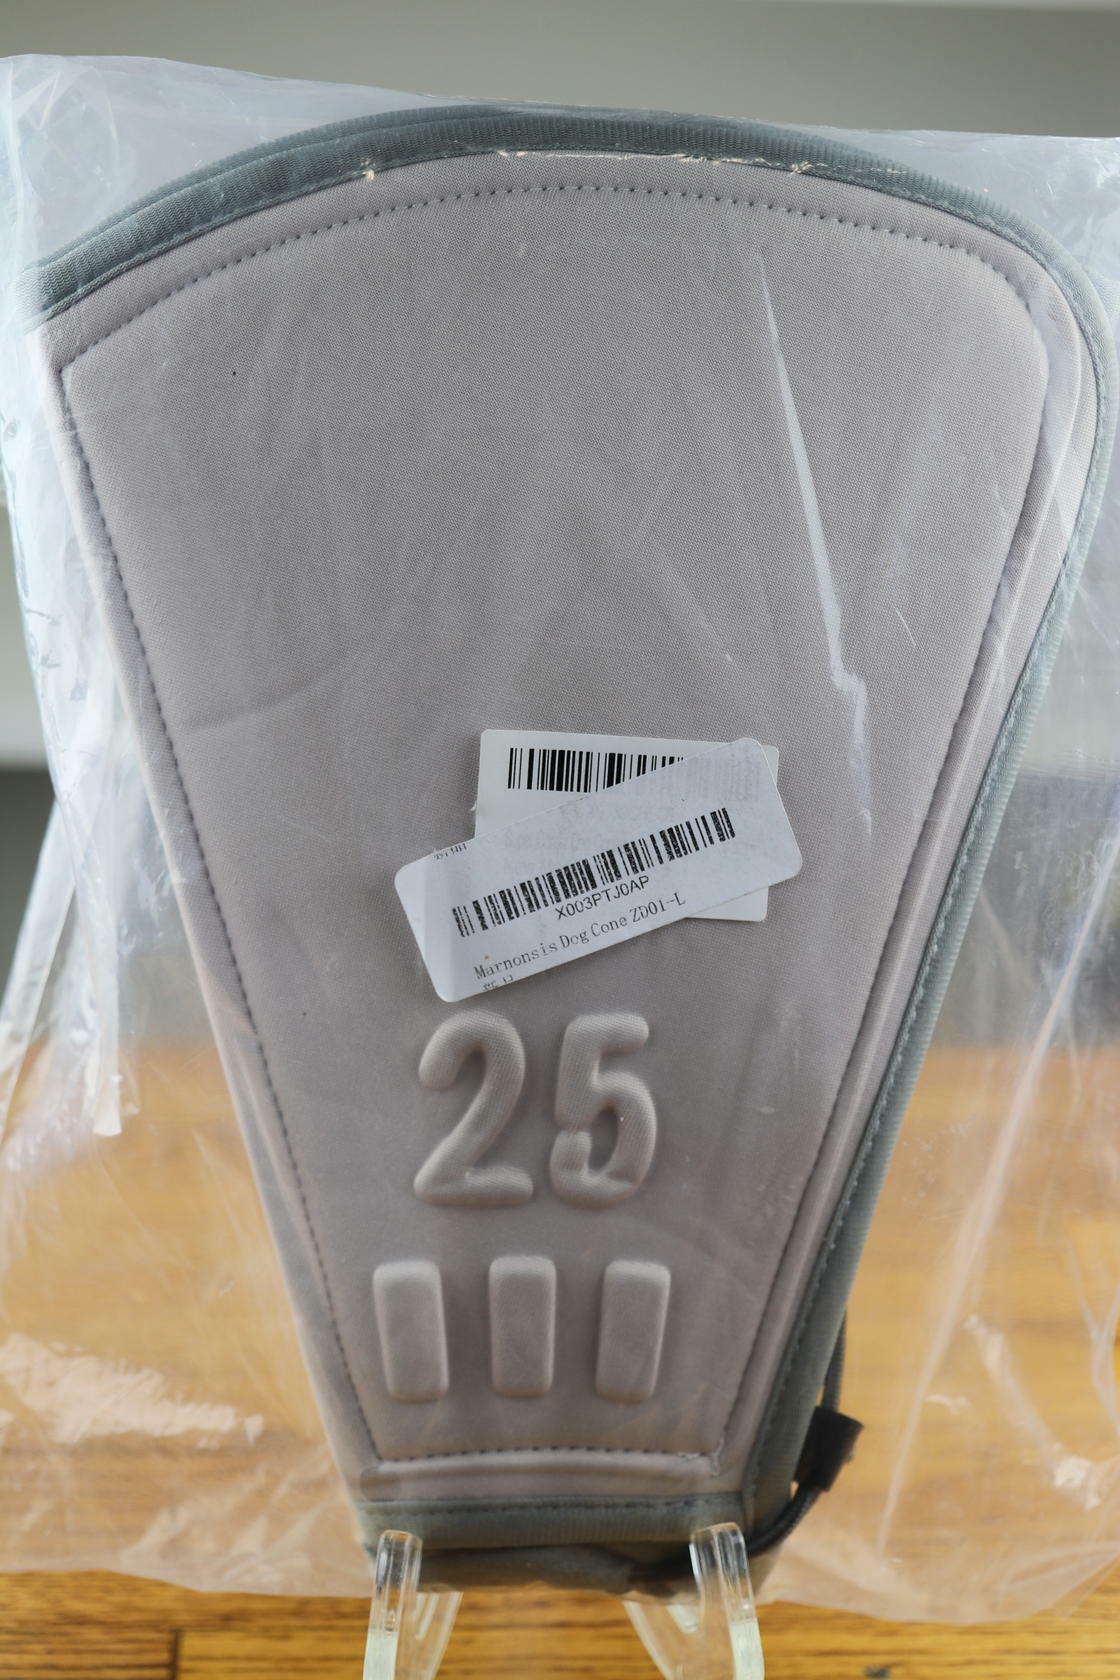 X003PTJ0AP
Marnonsis Dog Cone ZD01-L
25